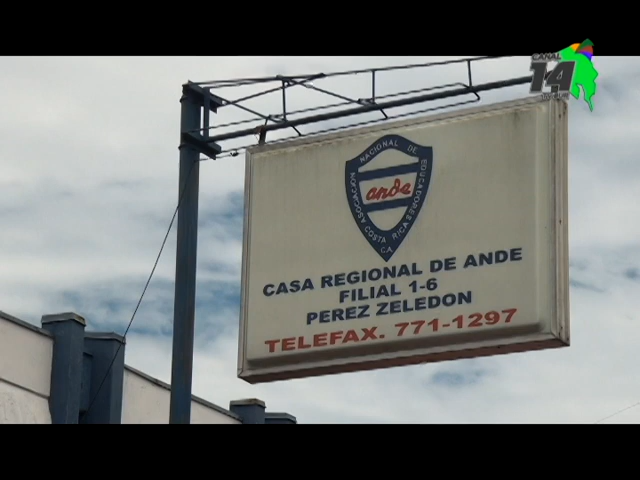 CANAL
14
ASOCIACION NACIONAL DE EDUCADORES
COSTA RICA
C.A
ande
CASA REGIONAL DE ANDE
FILIAL 1-6
PEREZ ZELEDON
TELEFAX. 771-1297